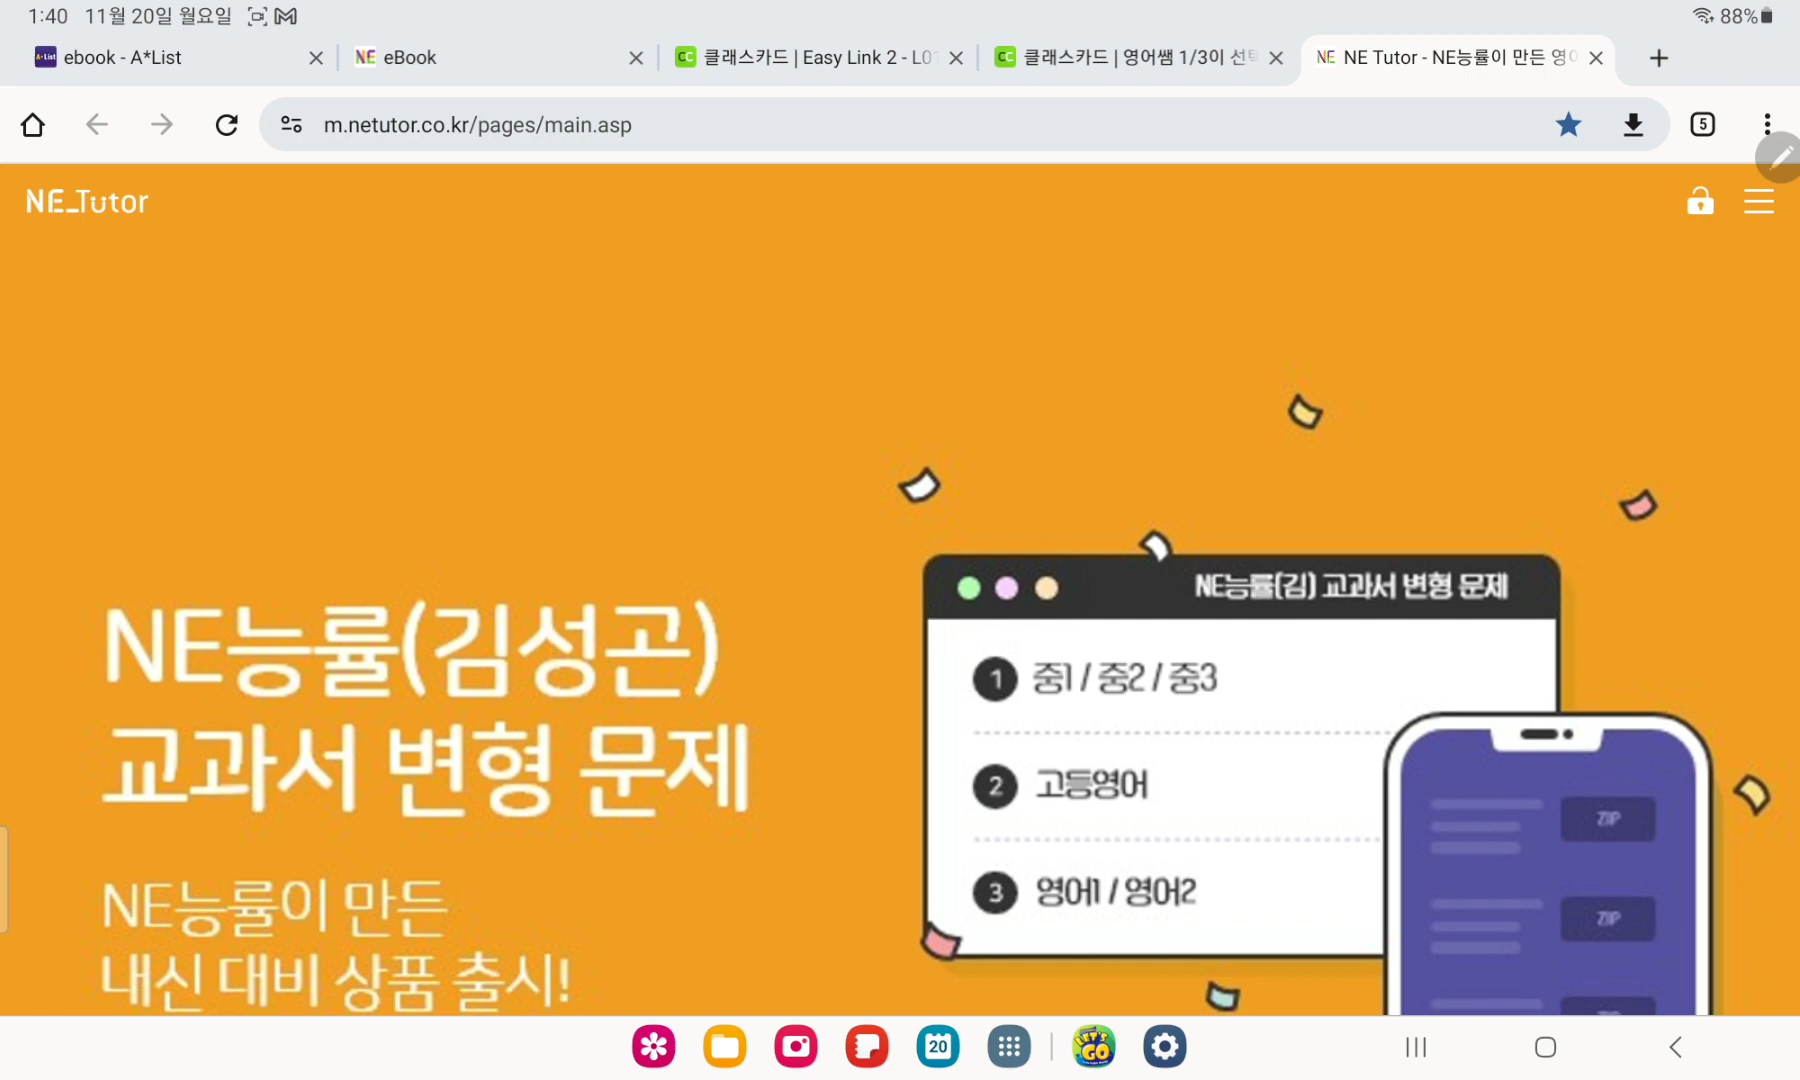 1:40 11월 20일 월요일 88%
ebook - A*List
NE eBook
CC 클래스카드 | Easy Link 2 - L0
CC 클래스카드 | 영어쌤 1/3이 선
NE NE Tutor - NE능률이 만든 영
m.netutor.co.kr/pages/main.asp
5
NE_Tutor
NE능률(김성곤)
교과서 변형 문제
NE능률이 만든
내신 대비 상품 출시!
NE능률(김) 교과서 변형 문제
1 중1 / 중2 / 중3
2 고등영어
3 영어1 / 영어2
ZIP
ZIP
20
LET'S GO